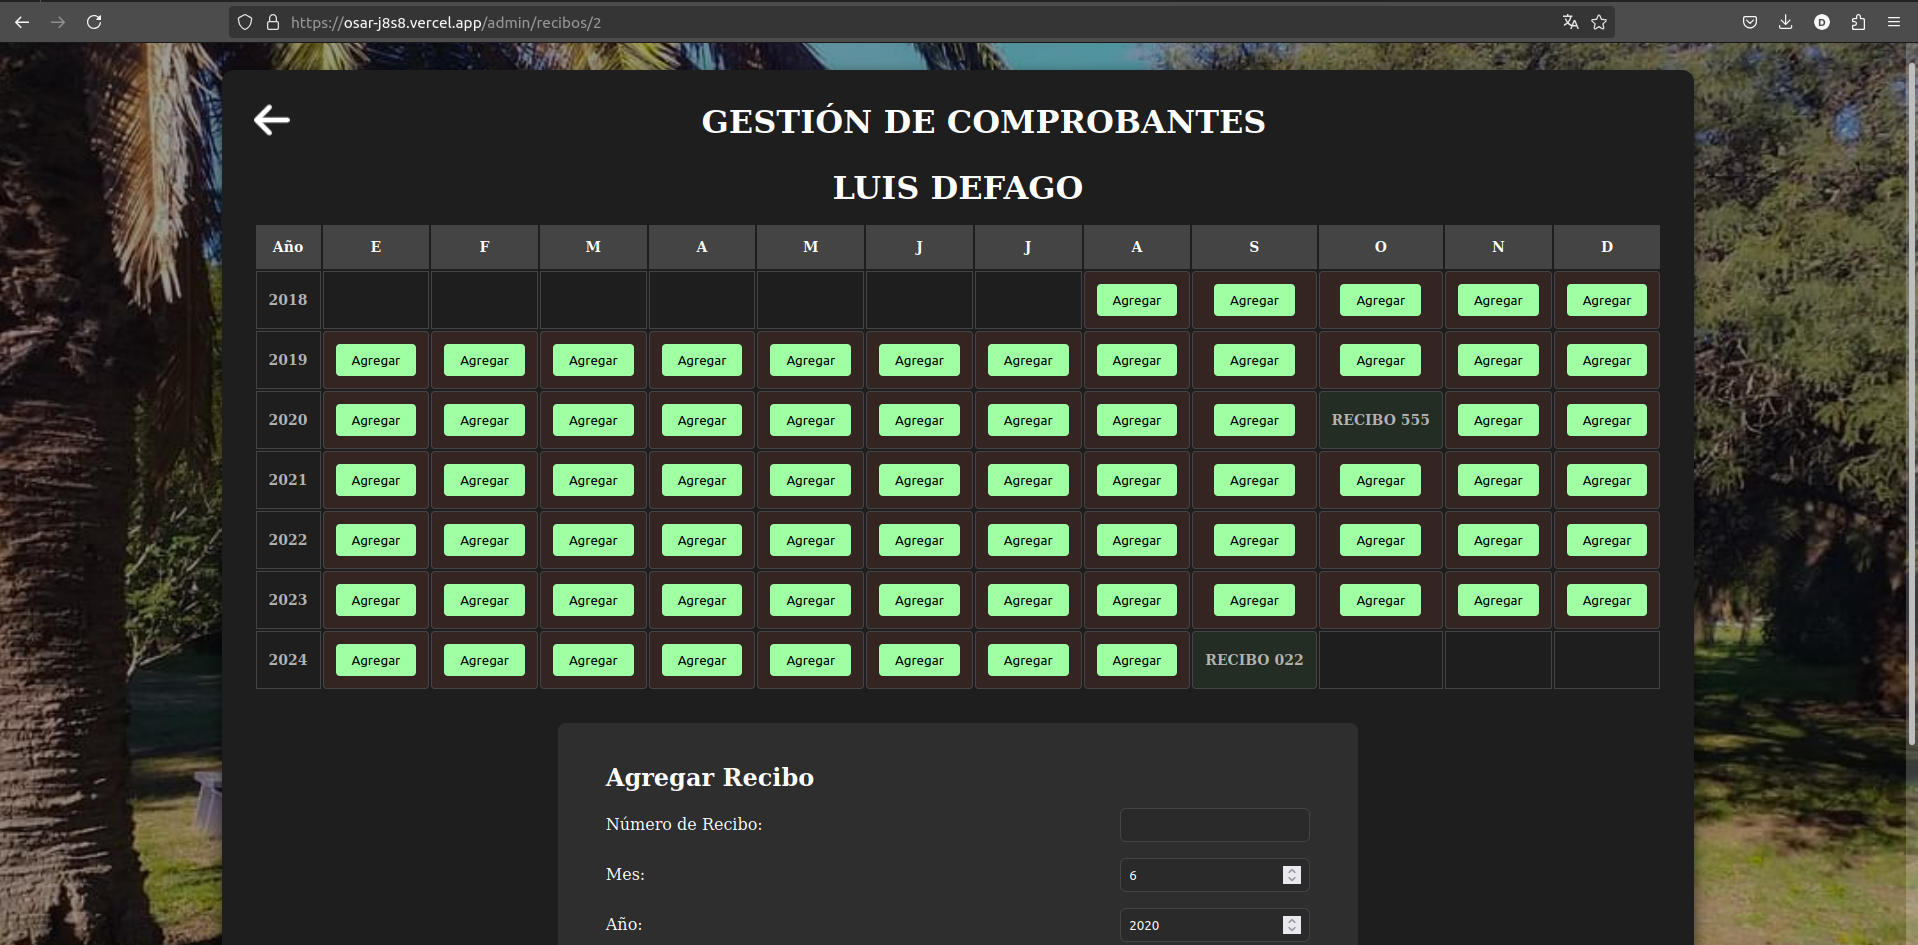 https://osar-j8s8.vercel.app/admin/recibos/2
D
GESTIÓN DE COMPROBANTES
LUIS DEFAGO
Año E F M A M J J A S O N D
2018 Agregar Agregar Agregar Agregar Agregar
2019 Agregar Agregar Agregar Agregar Agregar Agregar Agregar Agregar Agregar Agregar Agregar Agregar
2020 Agregar Agregar Agregar Agregar Agregar Agregar Agregar Agregar Agregar RECIBO 555 Agregar Agregar
2021 Agregar Agregar Agregar Agregar Agregar Agregar Agregar Agregar Agregar Agregar Agregar Agregar
2022 Agregar Agregar Agregar Agregar Agregar Agregar Agregar Agregar Agregar Agregar Agregar Agregar
2023 Agregar Agregar Agregar Agregar Agregar Agregar Agregar Agregar Agregar Agregar Agregar Agregar
2024 Agregar Agregar Agregar Agregar Agregar Agregar Agregar Agregar RECIBO 022
Agregar Recibo
Número de Recibo:
Mes: 6
Año: 2020